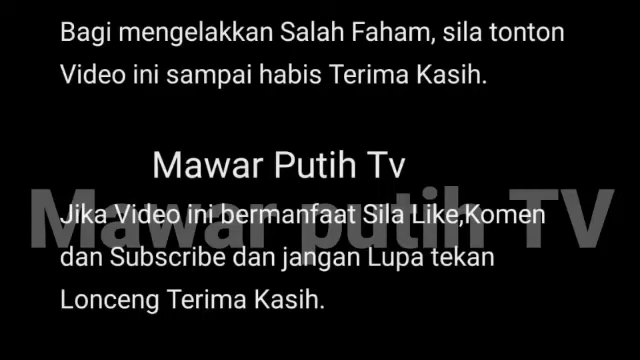 Bagi mengelakkan Salah Faham, sila tonton
Video ini sampai habis Terima Kasih.
Mawar Putih Tv
Mawar putih TV
Jika Video ini bermanfaat Sila Like,Komen
dan Subscribe dan jangan Lupa tekan
Lonceng Terima Kasih.